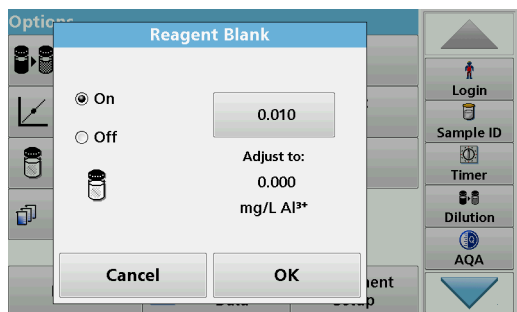 Options
Reagent Blank
On
Off
0.010
Adjust to:
0.000
mg/L Al³⁺
Cancel
OK
Login
Sample ID
Timer
Dilution
AQA